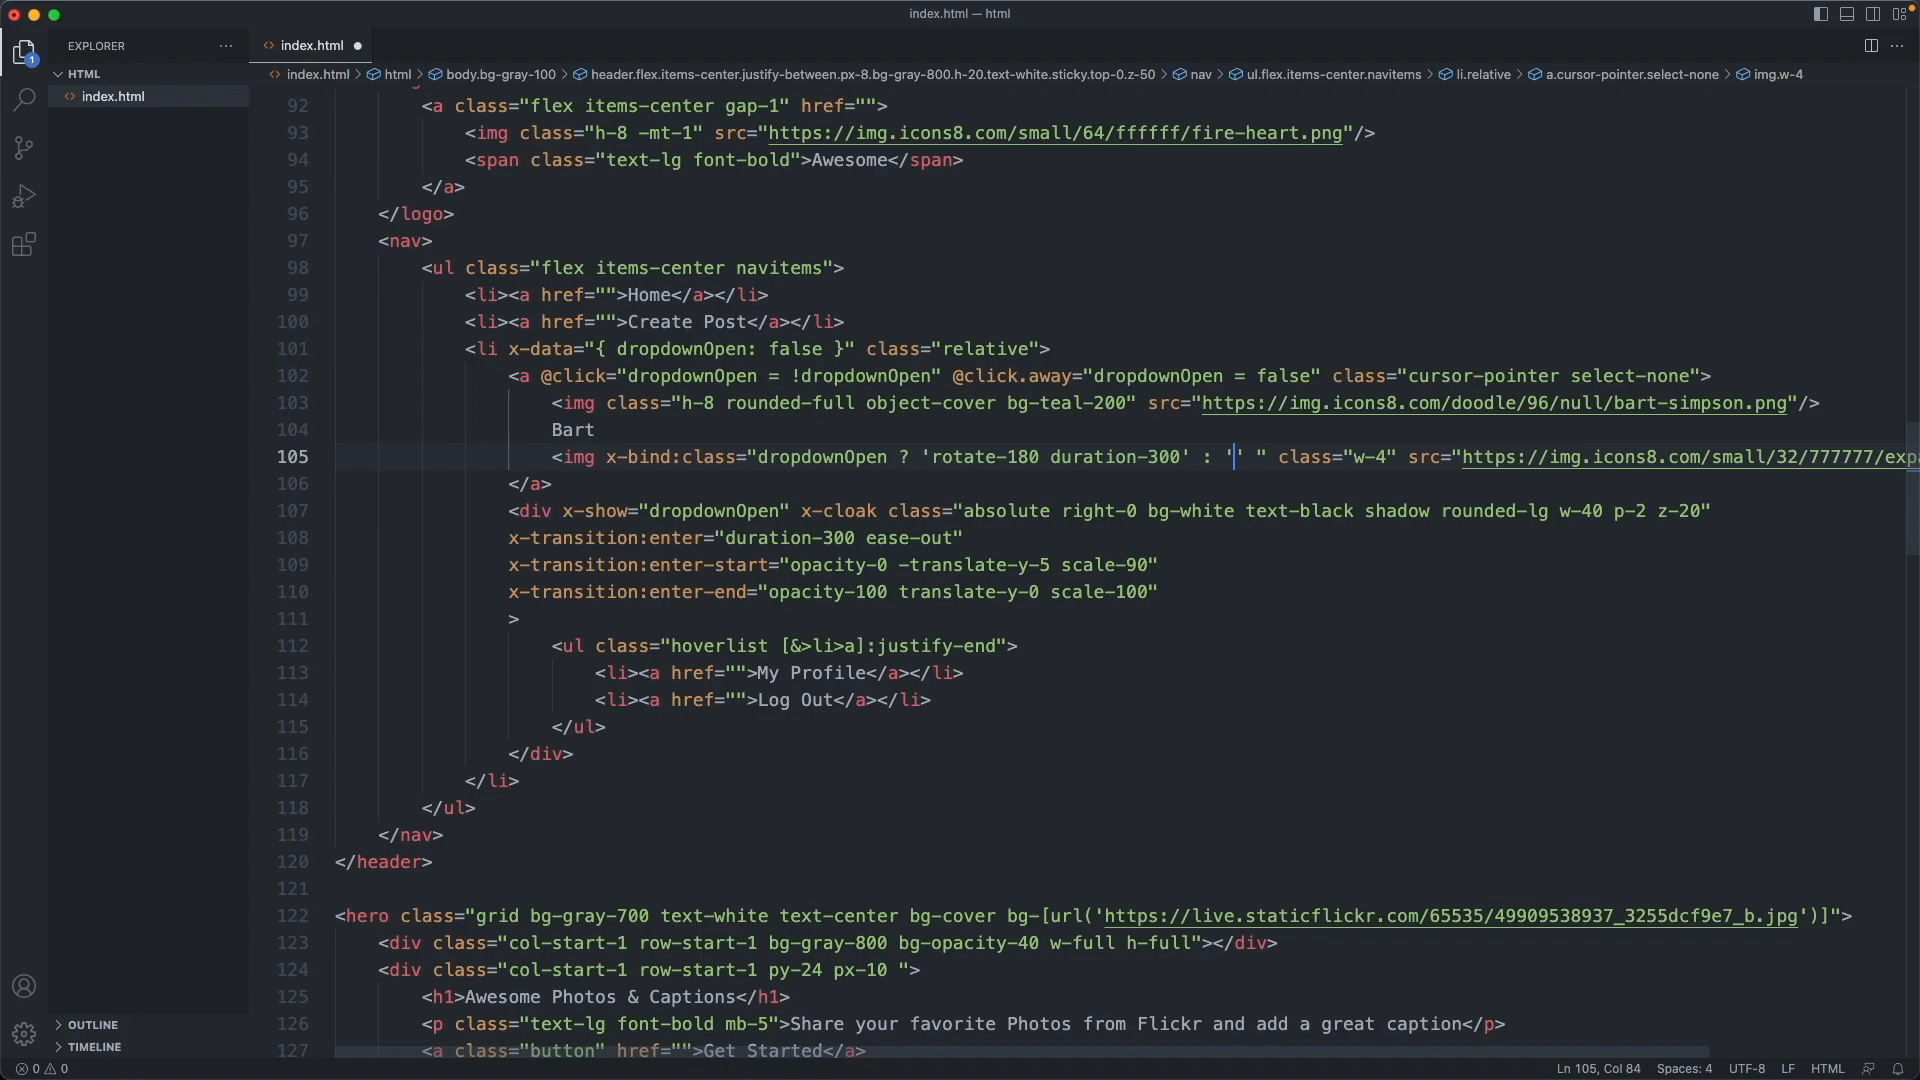 index.html — html
EXPLORER
index.html
HTML
index.html > html > body.bg-gray-100 > header.flex.items-center.justify-between.px-8.bg-gray-800.h-20.text-white.sticky.top-0.z-50 > nav > ul.flex.items-center.navitems > li.relative > a.cursor-pointer.select-none > img.w-4
index.html
1
92 <a class="flex items-center gap-1" href="">
93 <img class="h-8 -mt-1" src="https://img.icons8.com/small/64/ffffff/fire-heart.png"/>
94 <span class="text-lg font-bold">Awesome</span>
95 </a>
96 </logo>
97 <nav>
98 <ul class="flex items-center navitems">
99 <li><a href="">Home</a></li>
100 <li><a href="">Create Post</a></li>
101 <li x-data="{ dropdownOpen: false }" class="relative">
102 <a @click="dropdownOpen = !dropdownOpen" @click.away="dropdownOpen = false" class="cursor-pointer select-none">
103 <img class="h-8 rounded-full object-cover bg-teal-200" src="https://img.icons8.com/doodle/96/null/bart-simpson.png"/>
104 Bart
105 <img x-bind:class="dropdownOpen ? 'rotate-180 duration-300' : '' " class="w-4" src="https://img.icons8.com/small/32/777777/expa
106 </a>
107 <div x-show="dropdownOpen" x-cloak class="absolute right-0 bg-white text-black shadow rounded-lg w-40 p-2 z-20"
108 x-transition:enter="duration-300 ease-out"
109 x-transition:enter-start="opacity-0 -translate-y-5 scale-90"
110 x-transition:enter-end="opacity-100 translate-y-0 scale-100"
111 >
112 <ul class="hoverlist [&>li>a]:justify-end">
113 <li><a href="">My Profile</a></li>
114 <li><a href="">Log Out</a></li>
115 </ul>
116 </div>
117 </li>
118 </ul>
119 </nav>
120 </header>
121
122 <hero class="grid bg-gray-700 text-white text-center bg-cover bg-[url('https://live.staticflickr.com/65535/49909538937_3255dcf9e7_b.jpg')]">
123 <div class="col-start-1 row-start-1 bg-gray-800 bg-opacity-40 w-full h-full"></div>
124 <div class="col-start-1 row-start-1 py-24 px-10 ">
125 <h1>Awesome Photos & Captions</h1>
126 <p class="text-lg font-bold mb-5">Share your favorite Photos from Flickr and add a great caption</p>
127 <a class="button" href="">Get Started</a>
OUTLINE
TIMELINE
0 0
Ln 105, Col 84 Spaces: 4 UTF-8 LF HTML